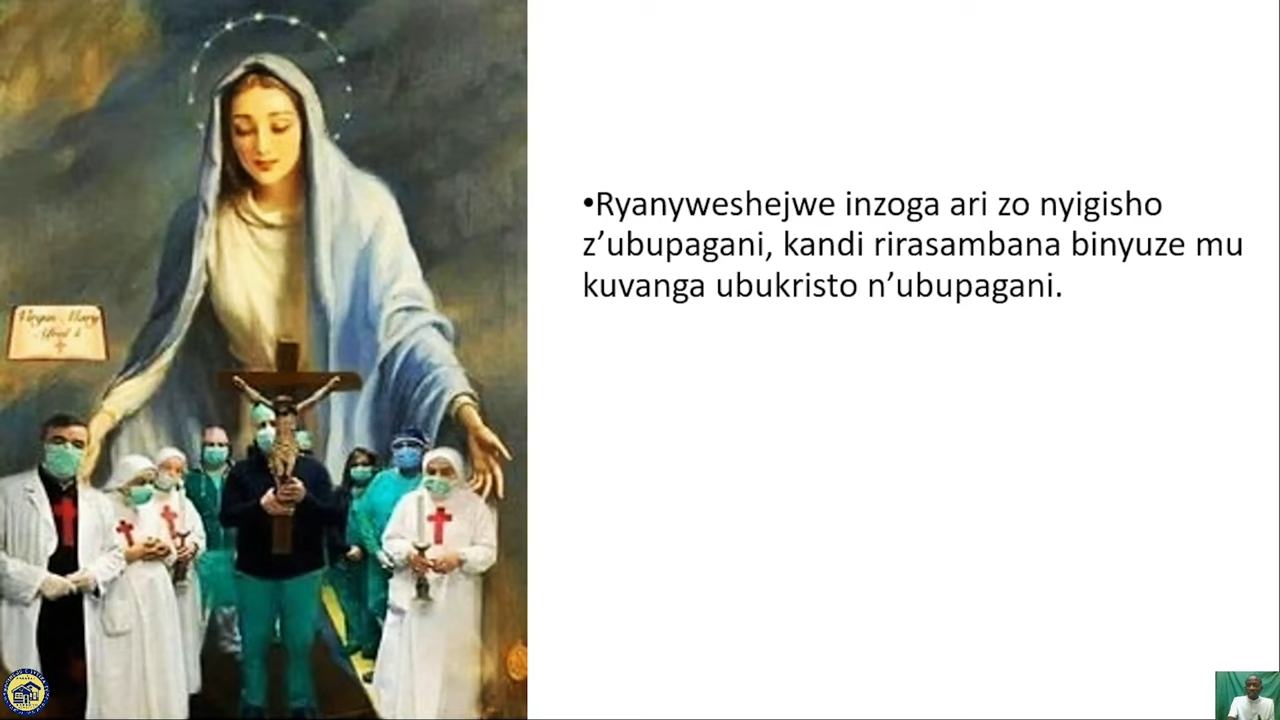 •Ryanyweshejwe inzoga ari zo nyigisho
z’ubupagani, kandi rirasambana binyuze mu
kuvanga ubukristo n’ubupagani.
Virgin Mary